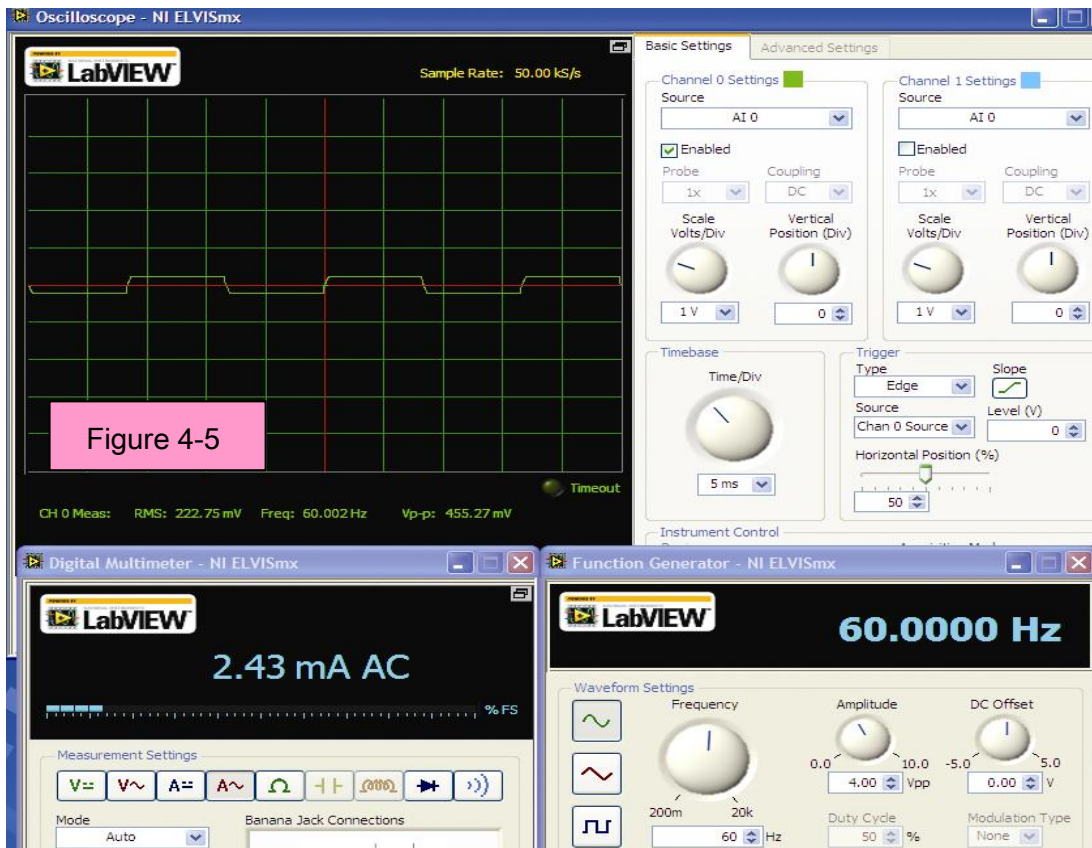 Oscilloscope - NI ELVISmx
LabVIEW
Sample Rate: 50.00 kS/s
Figure 4-5
Timeout
CH 0 Meas: RMS: 222.75 mV Freq: 60.002 Hz Vp-p: 455.27 mV
Basic Settings Advanced Settings
Channel 0 Settings
Source
AI 0
Enabled
Probe Coupling
1x DC
Scale Volts/Div
Vertical Position (Div)
1 V 0
Channel 1 Settings
Source
AI 0
Enabled
Probe Coupling
1x DC
Scale Volts/Div
Vertical Position (Div)
1 V 0
Timebase
Time/Div
5 ms
Trigger
Type Slope
Edge
Source Level (V)
Chan 0 Source 0
Horizontal Position (%)
50
Instrument Control
Digital Multimeter - NI ELVISmx
LabVIEW
2.43 mA AC
% FS
Measurement Settings
V= V~ A= A~ Ω
Mode Banana Jack Connections
Auto
Function Generator - NI ELVISmx
LabVIEW
60.0000 Hz
Waveform Settings
Frequency Amplitude DC Offset
0.0 10.0 -5.0 5.0
4.00 Vpp 0.00 V
200m 20k
Duty Cycle Modulation Type
60 Hz 50 % None